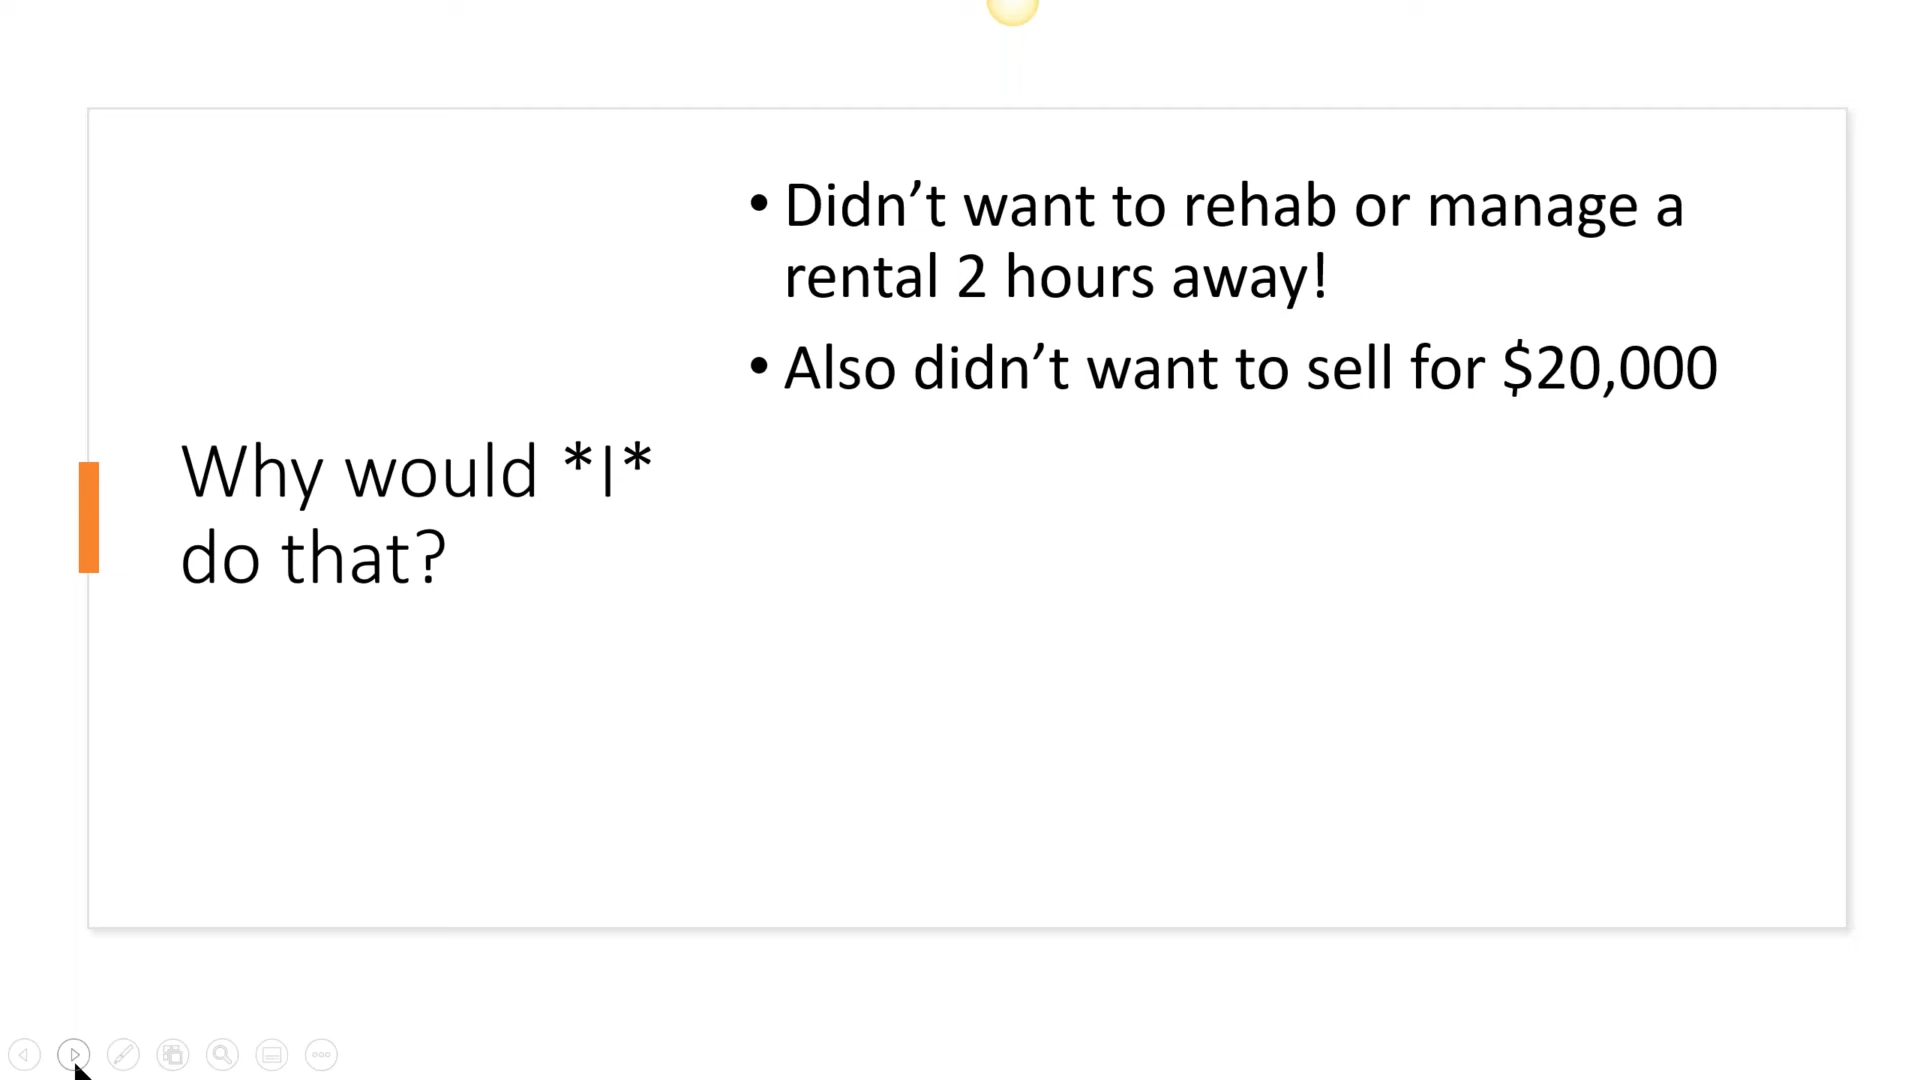 Why would *I*
do that?
• Didn’t want to rehab or manage a
rental 2 hours away!
• Also didn’t want to sell for $20,000